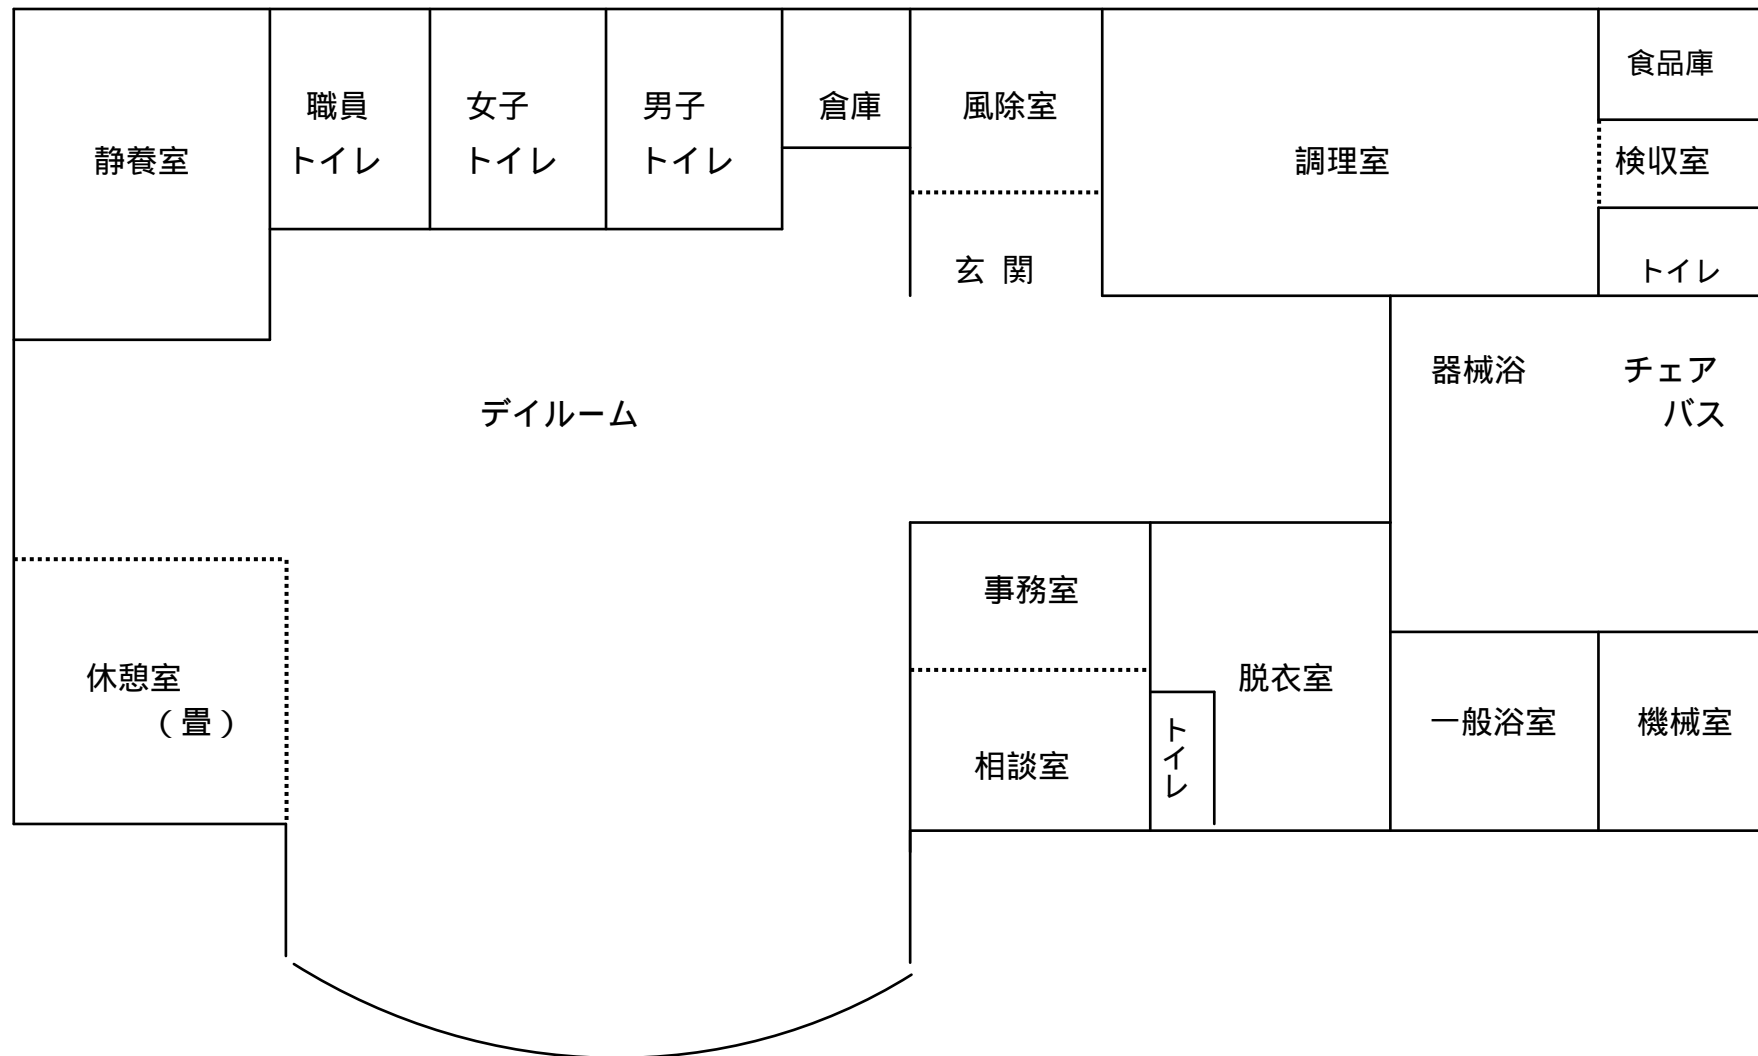 静養室
職員
トイレ
女子
トイレ
男子
トイレ
倉庫
風除室
玄 関
調理室
食品庫
検収室
トイレ
デイルーム
器械浴
チェア
バス
休憩室
（畳）
事務室
相談室
トイレ
脱衣室
一般浴室
機械室